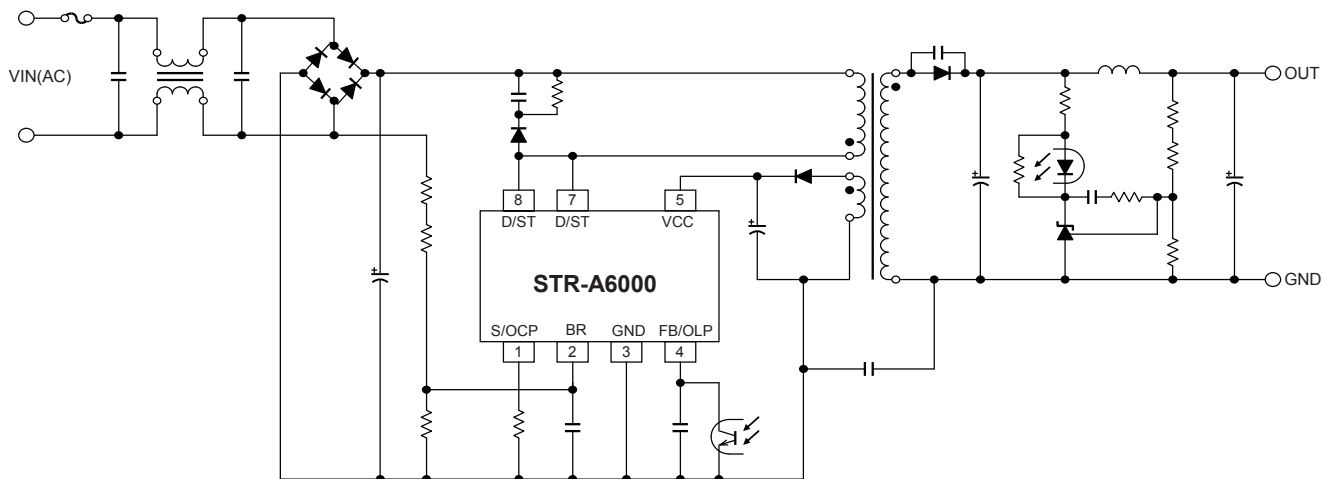 VIN(AC)
OUT
8
7
5
D/ST
D/ST
VCC
STR-A6000
GND
S/OCP
BR
GND
FB/OLP
1
2
3
4